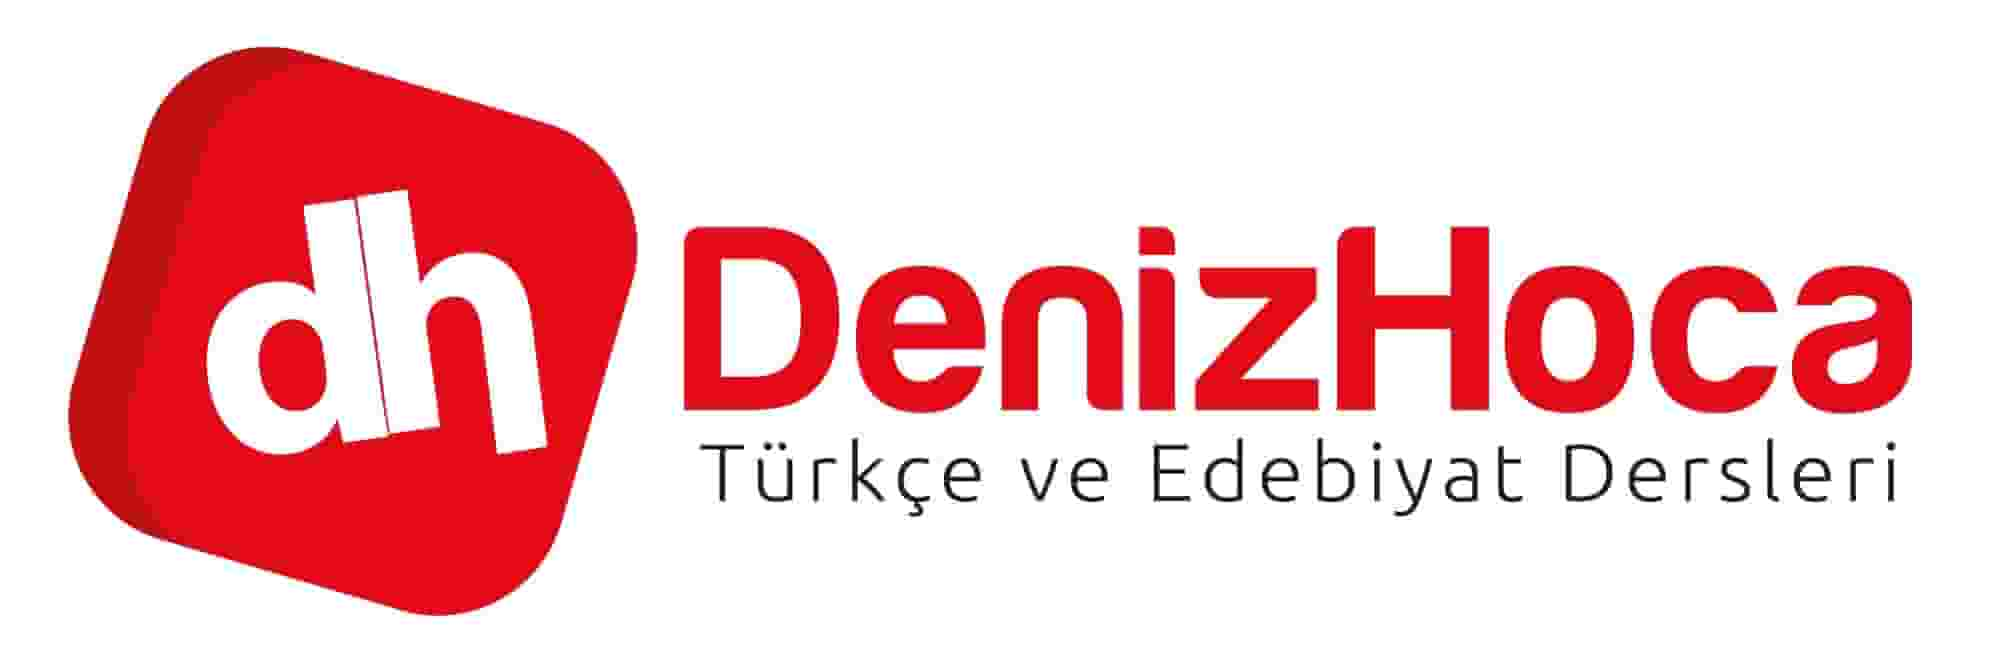 dh
DenizHoca
Türkçe ve Edebiyat Dersleri